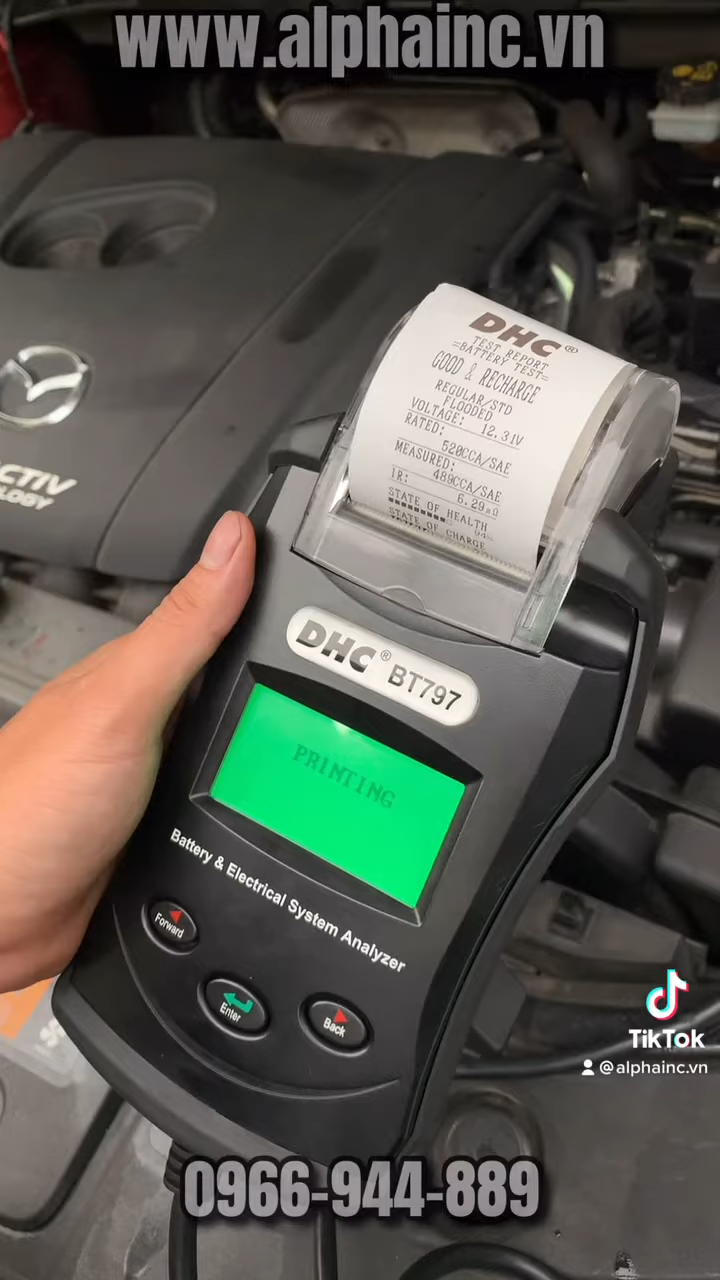 www.alphainc.vn
DHC®
TEST REPORT
=BATTERY TEST=
GOOD & RECHARGE
REGULAR/STD
FLOODED
VOLTAGE: 12.31V
RATED:
520CCA/SAE
MEASURED:
489CCA/SAE
IR: 6.29mΩ
STATE OF HEALTH
94%
STATE OF CHARGE
DHC® BT797
PRINTING
Battery & Electrical System Analyzer
Forward
Enter
Back
TikTok
@alphainc.vn
0966-944-889